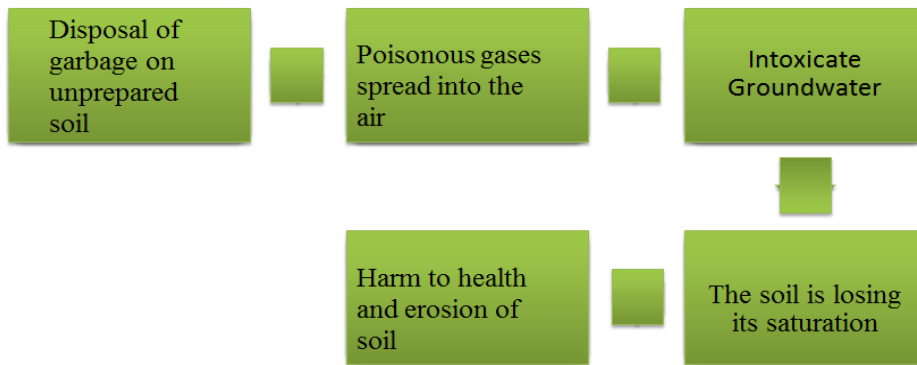 Disposal of
garbage on
unprepared
soil
Poisonous gases
spread into the
air
Intoxicate
Groundwater
The soil is losing
its saturation
Harm to health
and erosion of
soil